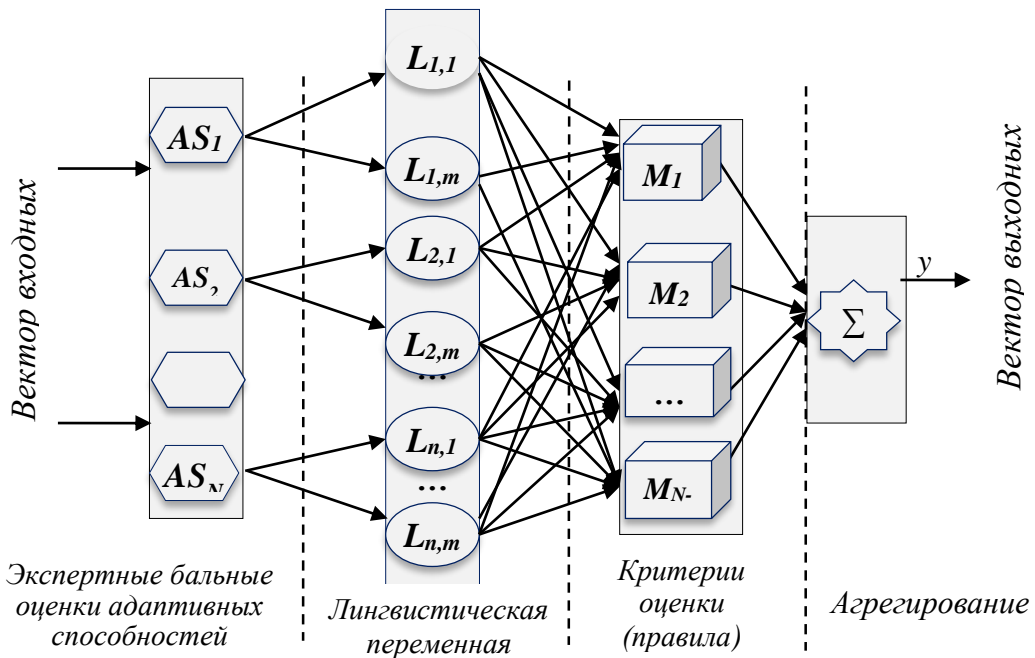 Вектор входных
AS1
AS2
AS N
L1,1
L1,m
L2,1
L2,m
...
Ln,1
...
Ln,m
M1
M2
...
MN-
Σ
y
Вектор выходных
Экспертные бальные
оценки адаптивных
способностей
Лингвистическая
переменная
Критерии
оценки
(правила)
Агрегирование